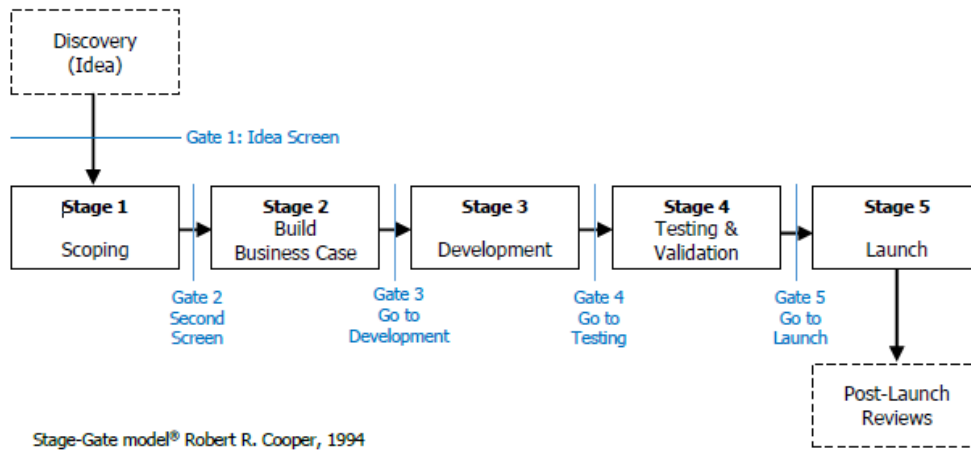 Discovery
(Idea)
Gate 1: Idea Screen
Stage 1
Scoping
Stage 2
Build
Business Case
Stage 3
Development
Stage 4
Testing &
Validation
Stage 5
Launch
Gate 2
Second
Screen
Gate 3
Go to
Development
Gate 4
Go to
Testing
Gate 5
Go to
Launch
Post-Launch
Reviews
Stage-Gate model® Robert R. Cooper, 1994